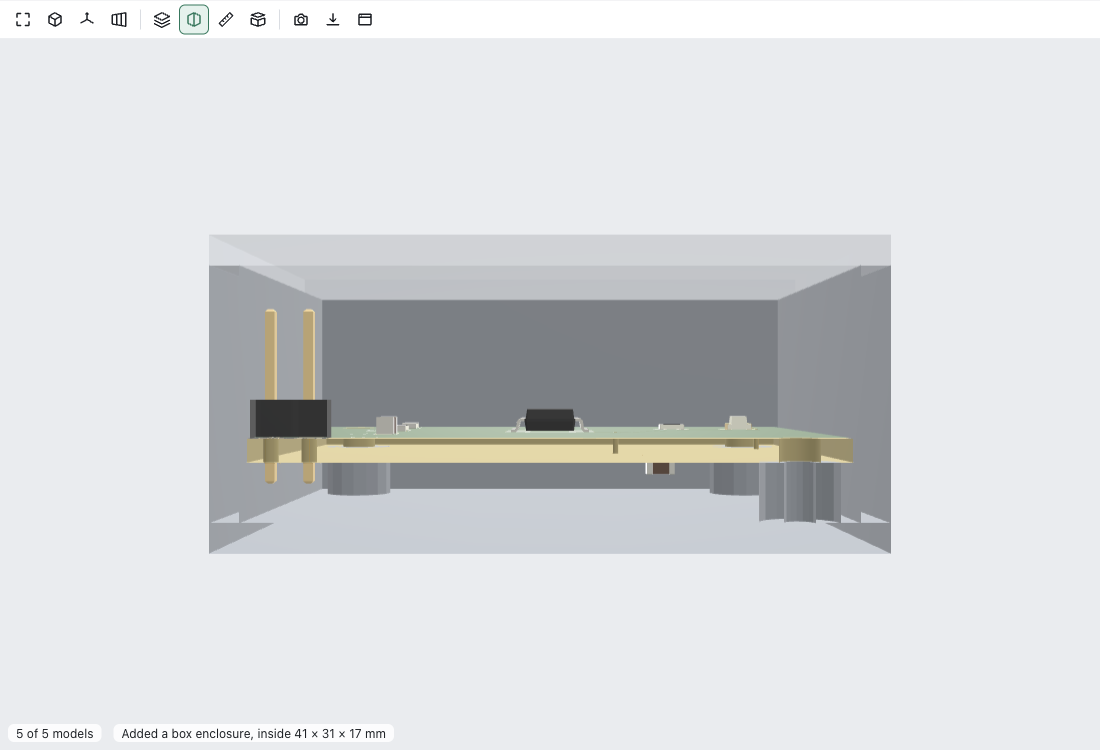 5 of 5 models
Added a box enclosure, inside 41 × 31 × 17 mm